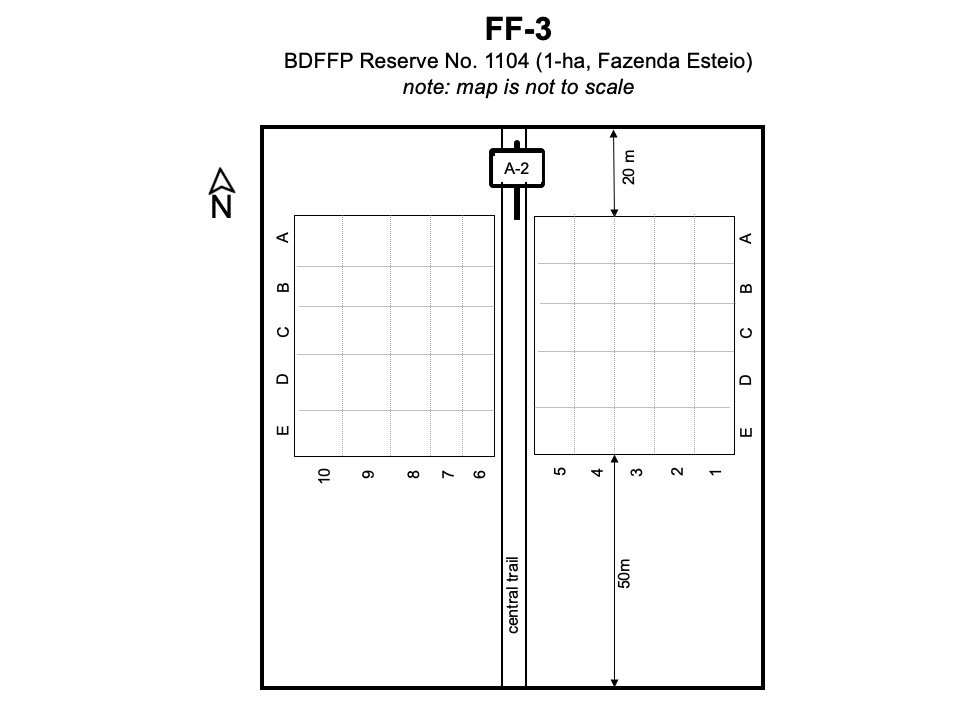 FF-3
BDFFP Reserve No. 1104 (1-ha, Fazenda Esteio)
note: map is not to scale
A-2
20 m
N
A
B
C
D
E
A
B
C
D
E
10 9 8 7 6
5 4 3 2 1
central trail
50m